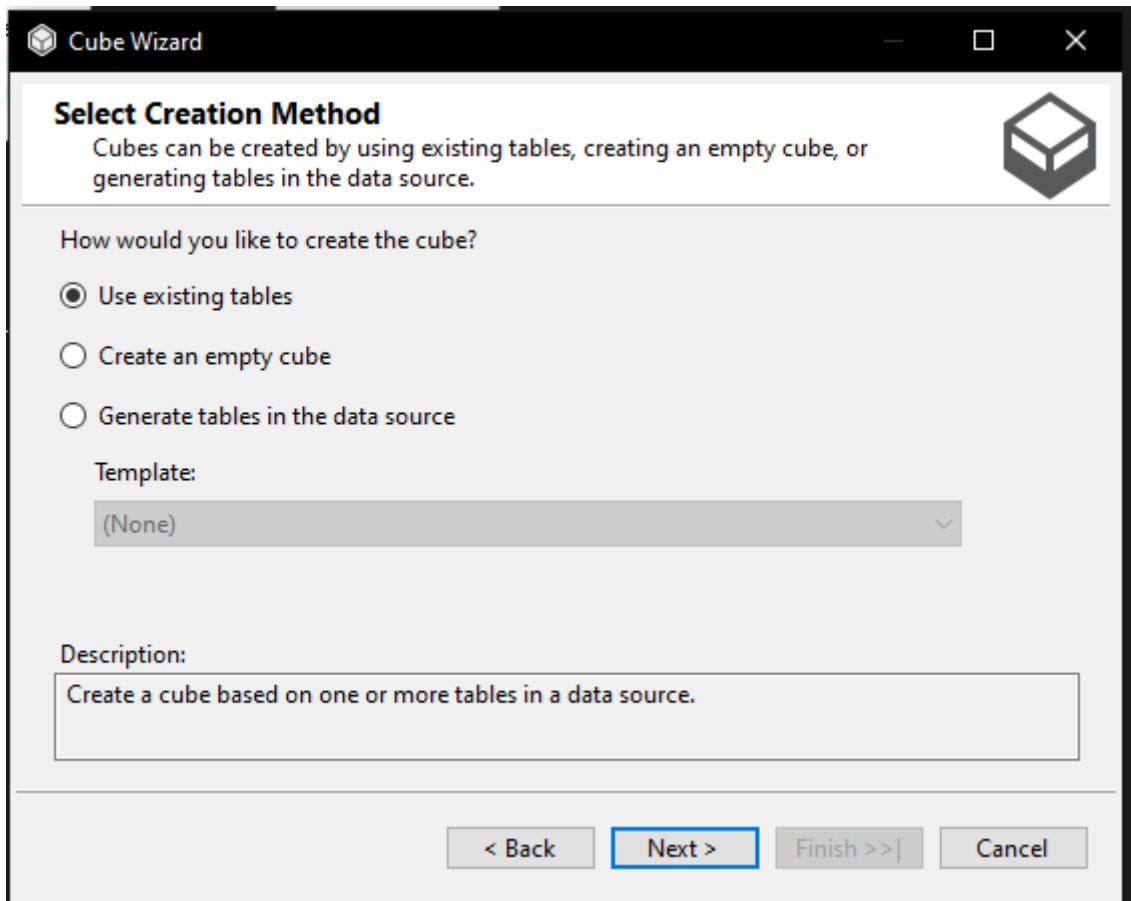 Cube Wizard
Select Creation Method
Cubes can be created by using existing tables, creating an empty cube, or
generating tables in the data source.
How would you like to create the cube?
Use existing tables
Create an empty cube
Generate tables in the data source
Template:
(None)
Description:
Create a cube based on one or more tables in a data source.
< Back
Next >
Finish >>|
Cancel